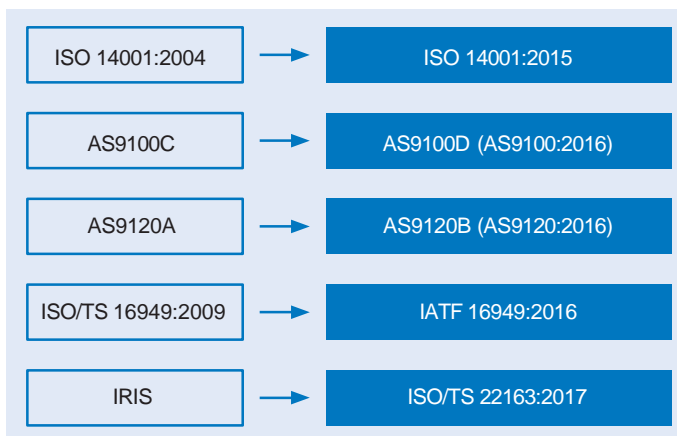 ISO 14001:2004
ISO 14001:2015
AS9100C
AS9100D (AS9100:2016)
AS9120A
AS9120B (AS9120:2016)
ISO/TS 16949:2009
IATF 16949:2016
IRIS
ISO/TS 22163:2017